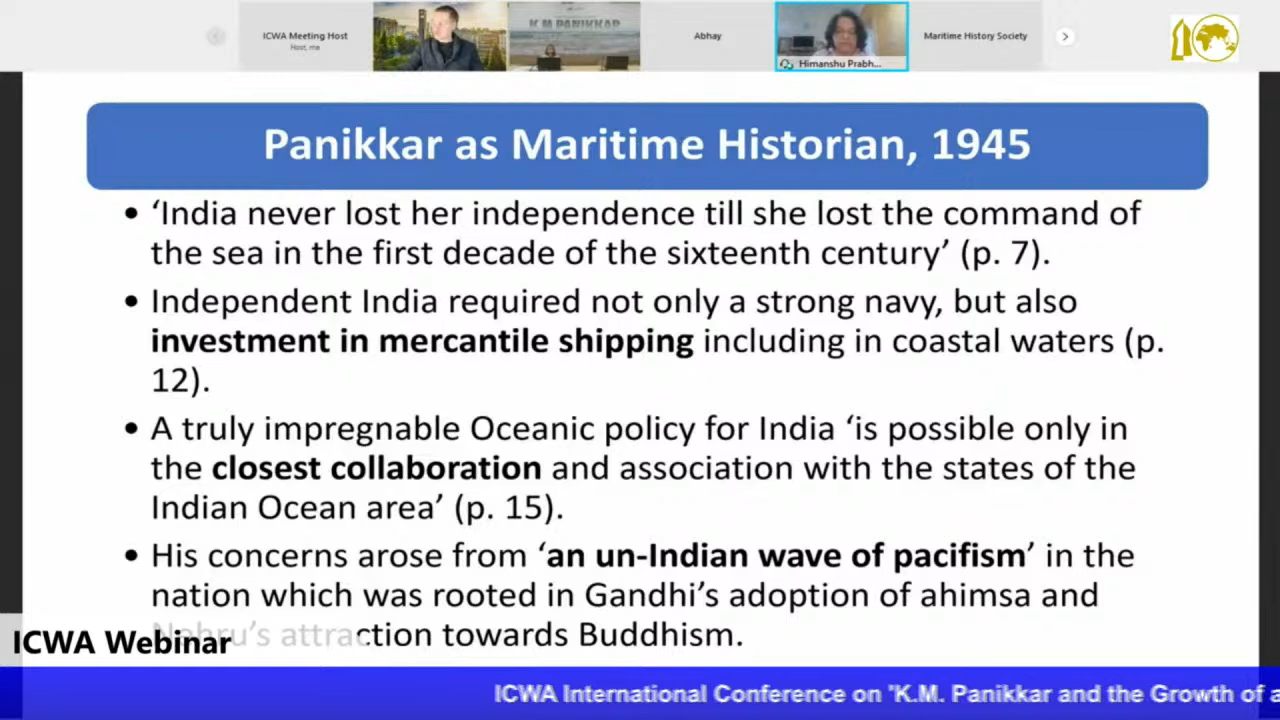 ICWA Meeting Host
Host, me
K M PANIKKAR
Abhay
Himanshu Prabh...
Maritime History Society
10
Panikkar as Maritime Historian, 1945
• ‘India never lost her independence till she lost the command of
the sea in the first decade of the sixteenth century’ (p. 7).
• Independent India required not only a strong navy, but also
investment in mercantile shipping including in coastal waters (p.
12).
• A truly impregnable Oceanic policy for India ‘is possible only in
the closest collaboration and association with the states of the
Indian Ocean area’ (p. 15).
• His concerns arose from ‘an un-Indian wave of pacifism’ in the
nation which was rooted in Gandhi’s adoption of ahimsa and
Nehru’s attraction towards Buddhism.
ICWA Webinar
ICWA International Conference on 'K.M. Panikkar and the Growth of a